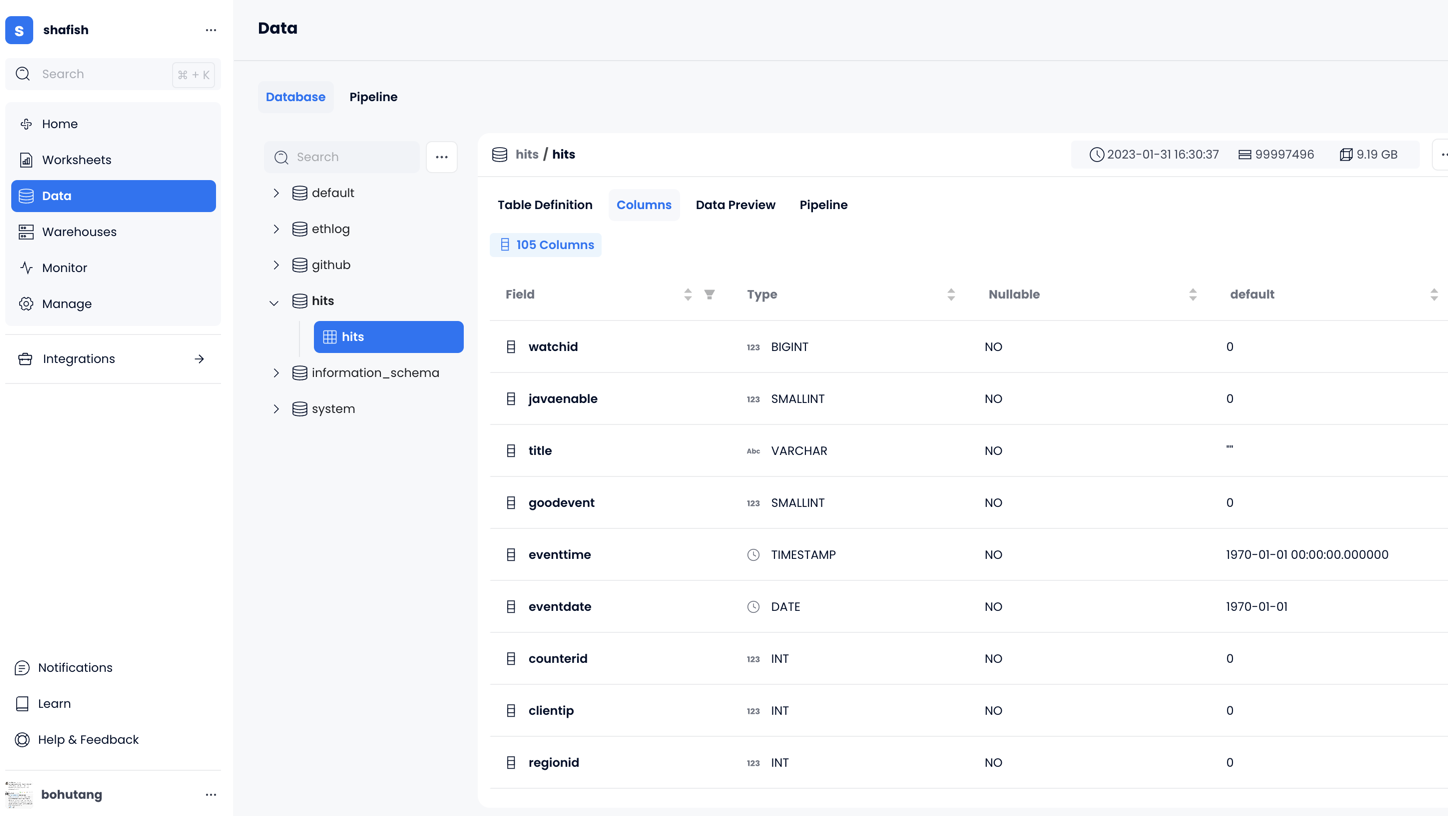 S shafish ...
Search ⌘ + K
Home
Worksheets
Data
Warehouses
Monitor
Manage
Integrations
Notifications
Learn
Help & Feedback
bohutang ...
Data
Database Pipeline
Search ...
default
ethlog
github
hits
hits
information_schema
system
hits / hits 2023-01-31 16:30:37 99997496 9.19 GB
Table Definition Columns Data Preview Pipeline
105 Columns
Field Type Nullable default
watchid 123 BIGINT NO 0
javaenable 123 SMALLINT NO 0
title Abc VARCHAR NO ""
goodevent 123 SMALLINT NO 0
eventtime TIMESTAMP NO 1970-01-01 00:00:00.000000
eventdate DATE NO 1970-01-01
counterid 123 INT NO 0
clientip 123 INT NO 0
regionid 123 INT NO 0